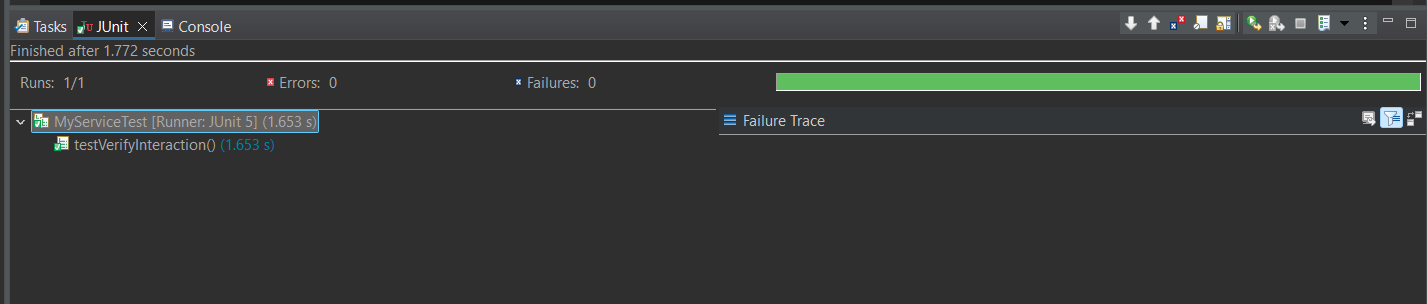 Tasks JUnit Console
Finished after 1.772 seconds
Runs: 1/1 Errors: 0 Failures: 0
MyServiceTest [Runner: JUnit 5] (1.653 s)
Failure Trace
testVerifyInteraction() (1.653 s)